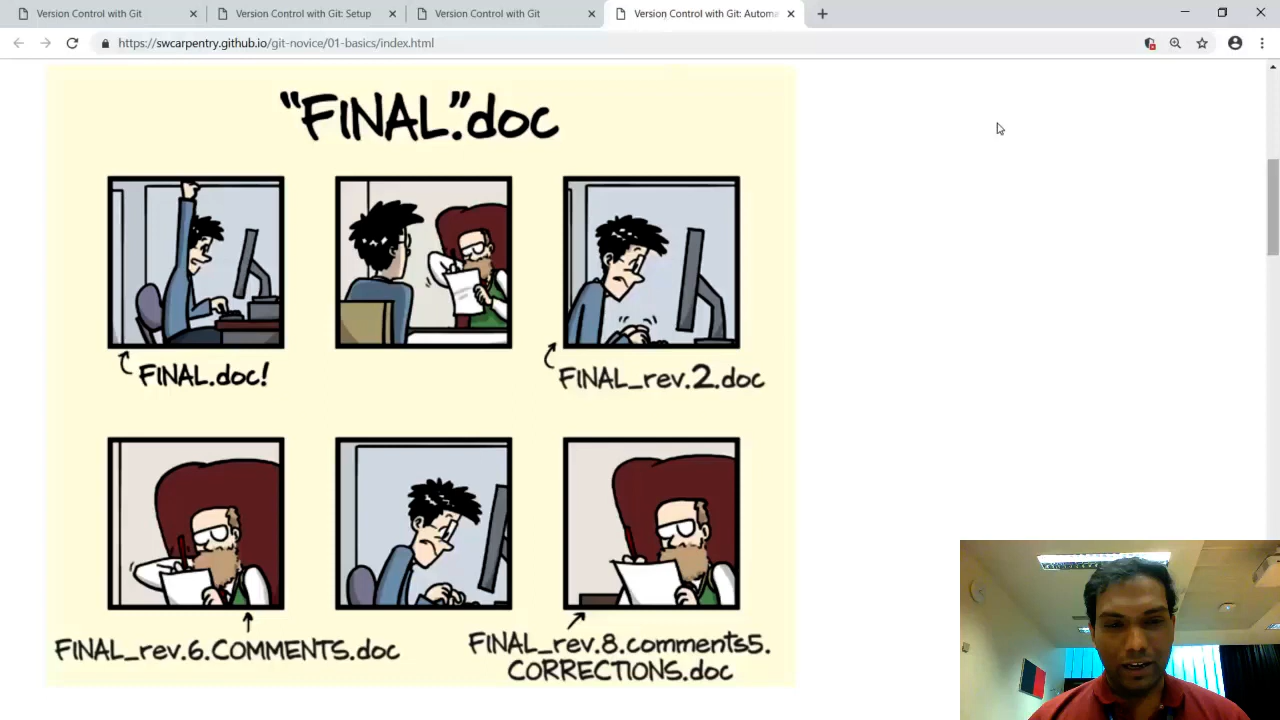 Version Control with Git
Version Control with Git: Setup
Version Control with Git
Version Control with Git: Automa
https://swcarpentry.github.io/git-novice/01-basics/index.html
"FINAL".doc
FINAL.doc!
FINAL_rev.2.doc
FINAL_rev.6.COMMENTS.doc
FINAL_rev.8.comments5.
CORRECTIONS.doc